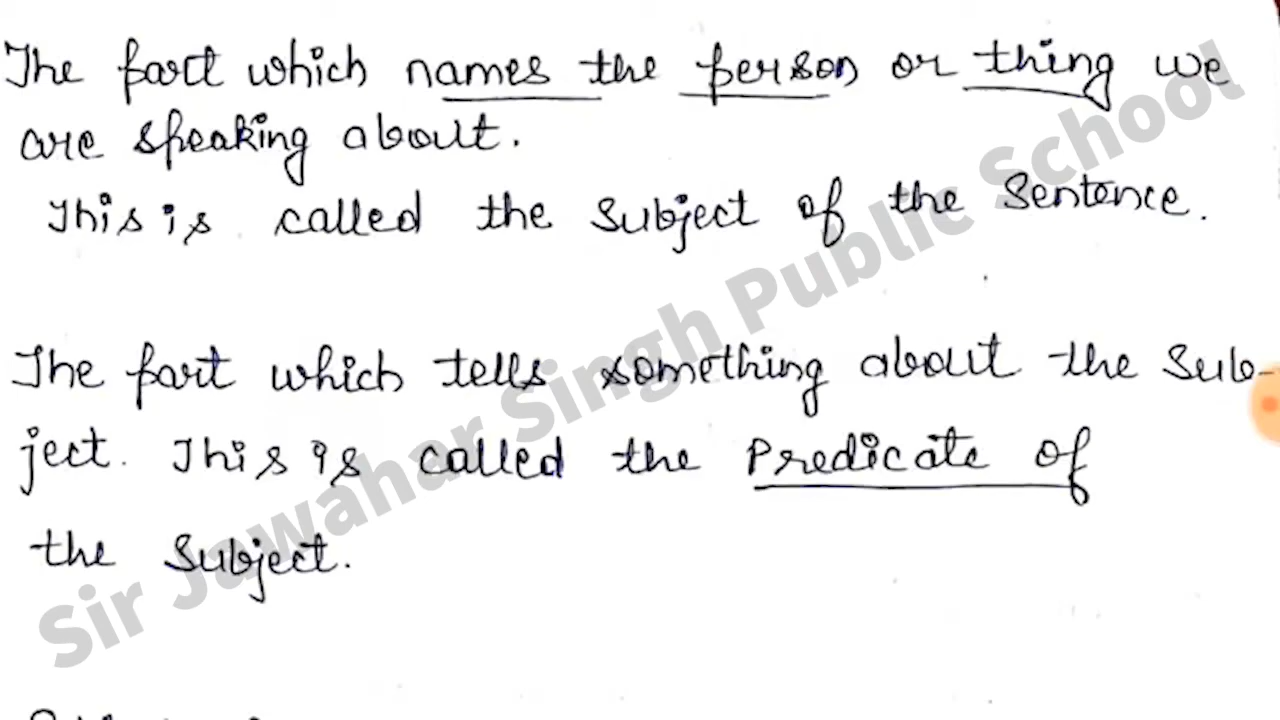 The part which names the person or thing we
are speaking about.
This is called the Subject of the Sentence.
The part which tells something about the Sub-
ject. This is called the Predicate of
the Subject.
Sir Jawahar Singh Public School